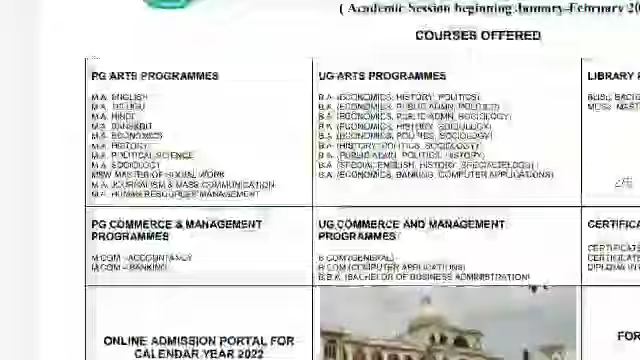 ( Academic Session beginning January-February 20
COURSES OFFERED
PG ARTS PROGRAMMES
M.A. ENGLISH
M.A. TELUGU
M.A. HINDI
M.A. SANSKRIT
M.A. ECONOMICS
M.A. HISTORY
M.A. POLITICAL SCIENCE
M.A. SOCIOLOGY
MSW MASTER OF SOCIAL WORK
M.A. JOURNALISM & MASS COMMUNICATION
M.A. HUMAN RESOURCES MANAGEMENT
UG ARTS PROGRAMMES
B.A. (ECONOMICS, HISTORY, POLITICS)
B.A. (ECONOMICS, PUBLIC ADMN, POLITICS)
B.A. (ECONOMICS, PUBLIC ADMN, SOCIOLOGY)
B.A. (ECONOMICS, HISTORY, SOCIOLOGY)
B.A. (ECONOMICS, POLITICS, SOCIOLOGY)
B.A. (HISTORY, POLITICS, SOCIOLOGY)
B.A. (PUBLIC ADMN, POLITICS, HISTORY)
B.A. (SPECIAL ENGLISH, HISTORY,
B.A. (ECONOMICS, BANKING, COMPUTER APPLICATIONS)
LIBRARY
PG COMMERCE & MANAGEMENT
PROGRAMMES
M.COM - ACCOUNTANCY
M.COM - BANKING
UG COMMERCE AND MANAGEMENT
PROGRAMMES
B.COM (GENERAL)
B.COM (COMPUTER APPLICATIONS)
B.B.A. (BACHELOR OF BUSINESS ADMINISTRATION)
CERTIFICA
CERTIFICATE
CERTIFICATE
DIPLOMA IN
ONLINE ADMISSION PORTAL FOR
CALENDAR YEAR 2022
FOR